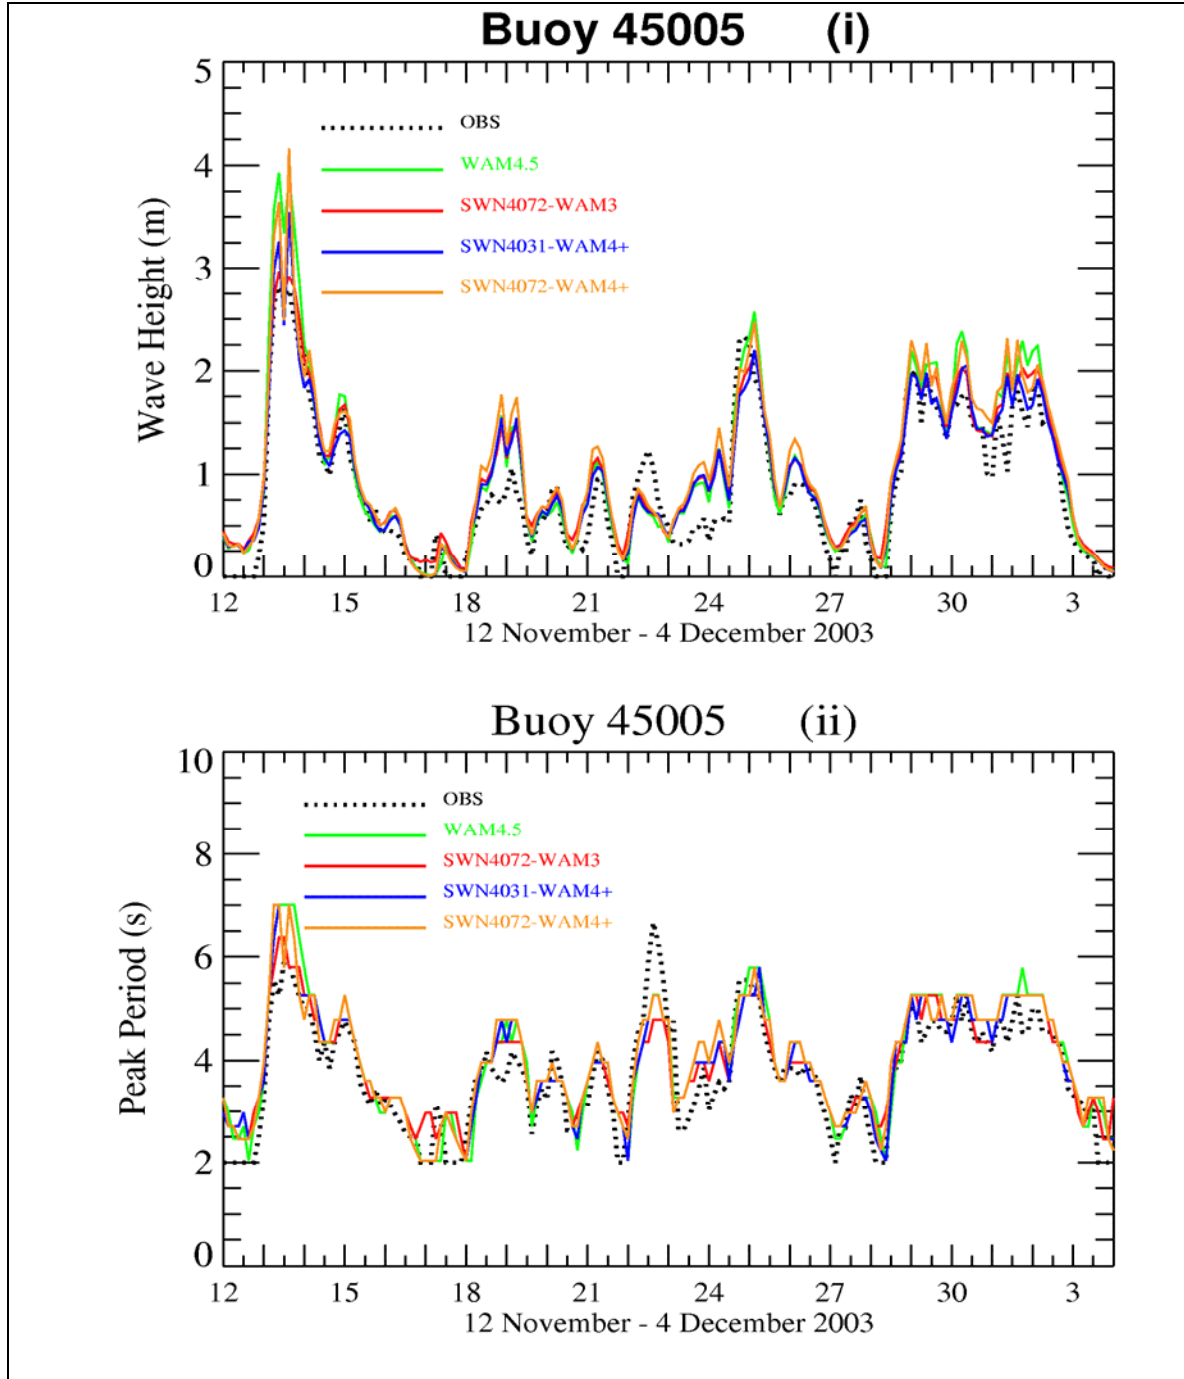 Buoy 45005 (i)
5
4
3
2
1
0
Wave Height (m)
OBS
WAM4.5
SWN4072-WAM3
SWN4031-WAM4+
SWN4072-WAM4+
12 15 18 21 24 27 30 3
12 November - 4 December 2003
Buoy 45005 (ii)
10
8
6
4
2
0
Peak Period (s)
OBS
WAM4.5
SWN4072-WAM3
SWN4031-WAM4+
SWN4072-WAM4+
12 15 18 21 24 27 30 3
12 November - 4 December 2003